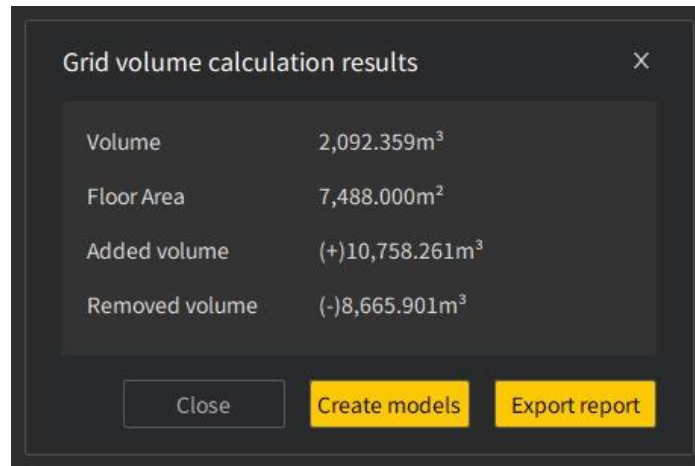 Grid volume calculation results X
Volume 2,092.359m³
Floor Area 7,488.000m²
Added volume (+)10,758.261m³
Removed volume (-)8,665.901m³
Close Create models Export report